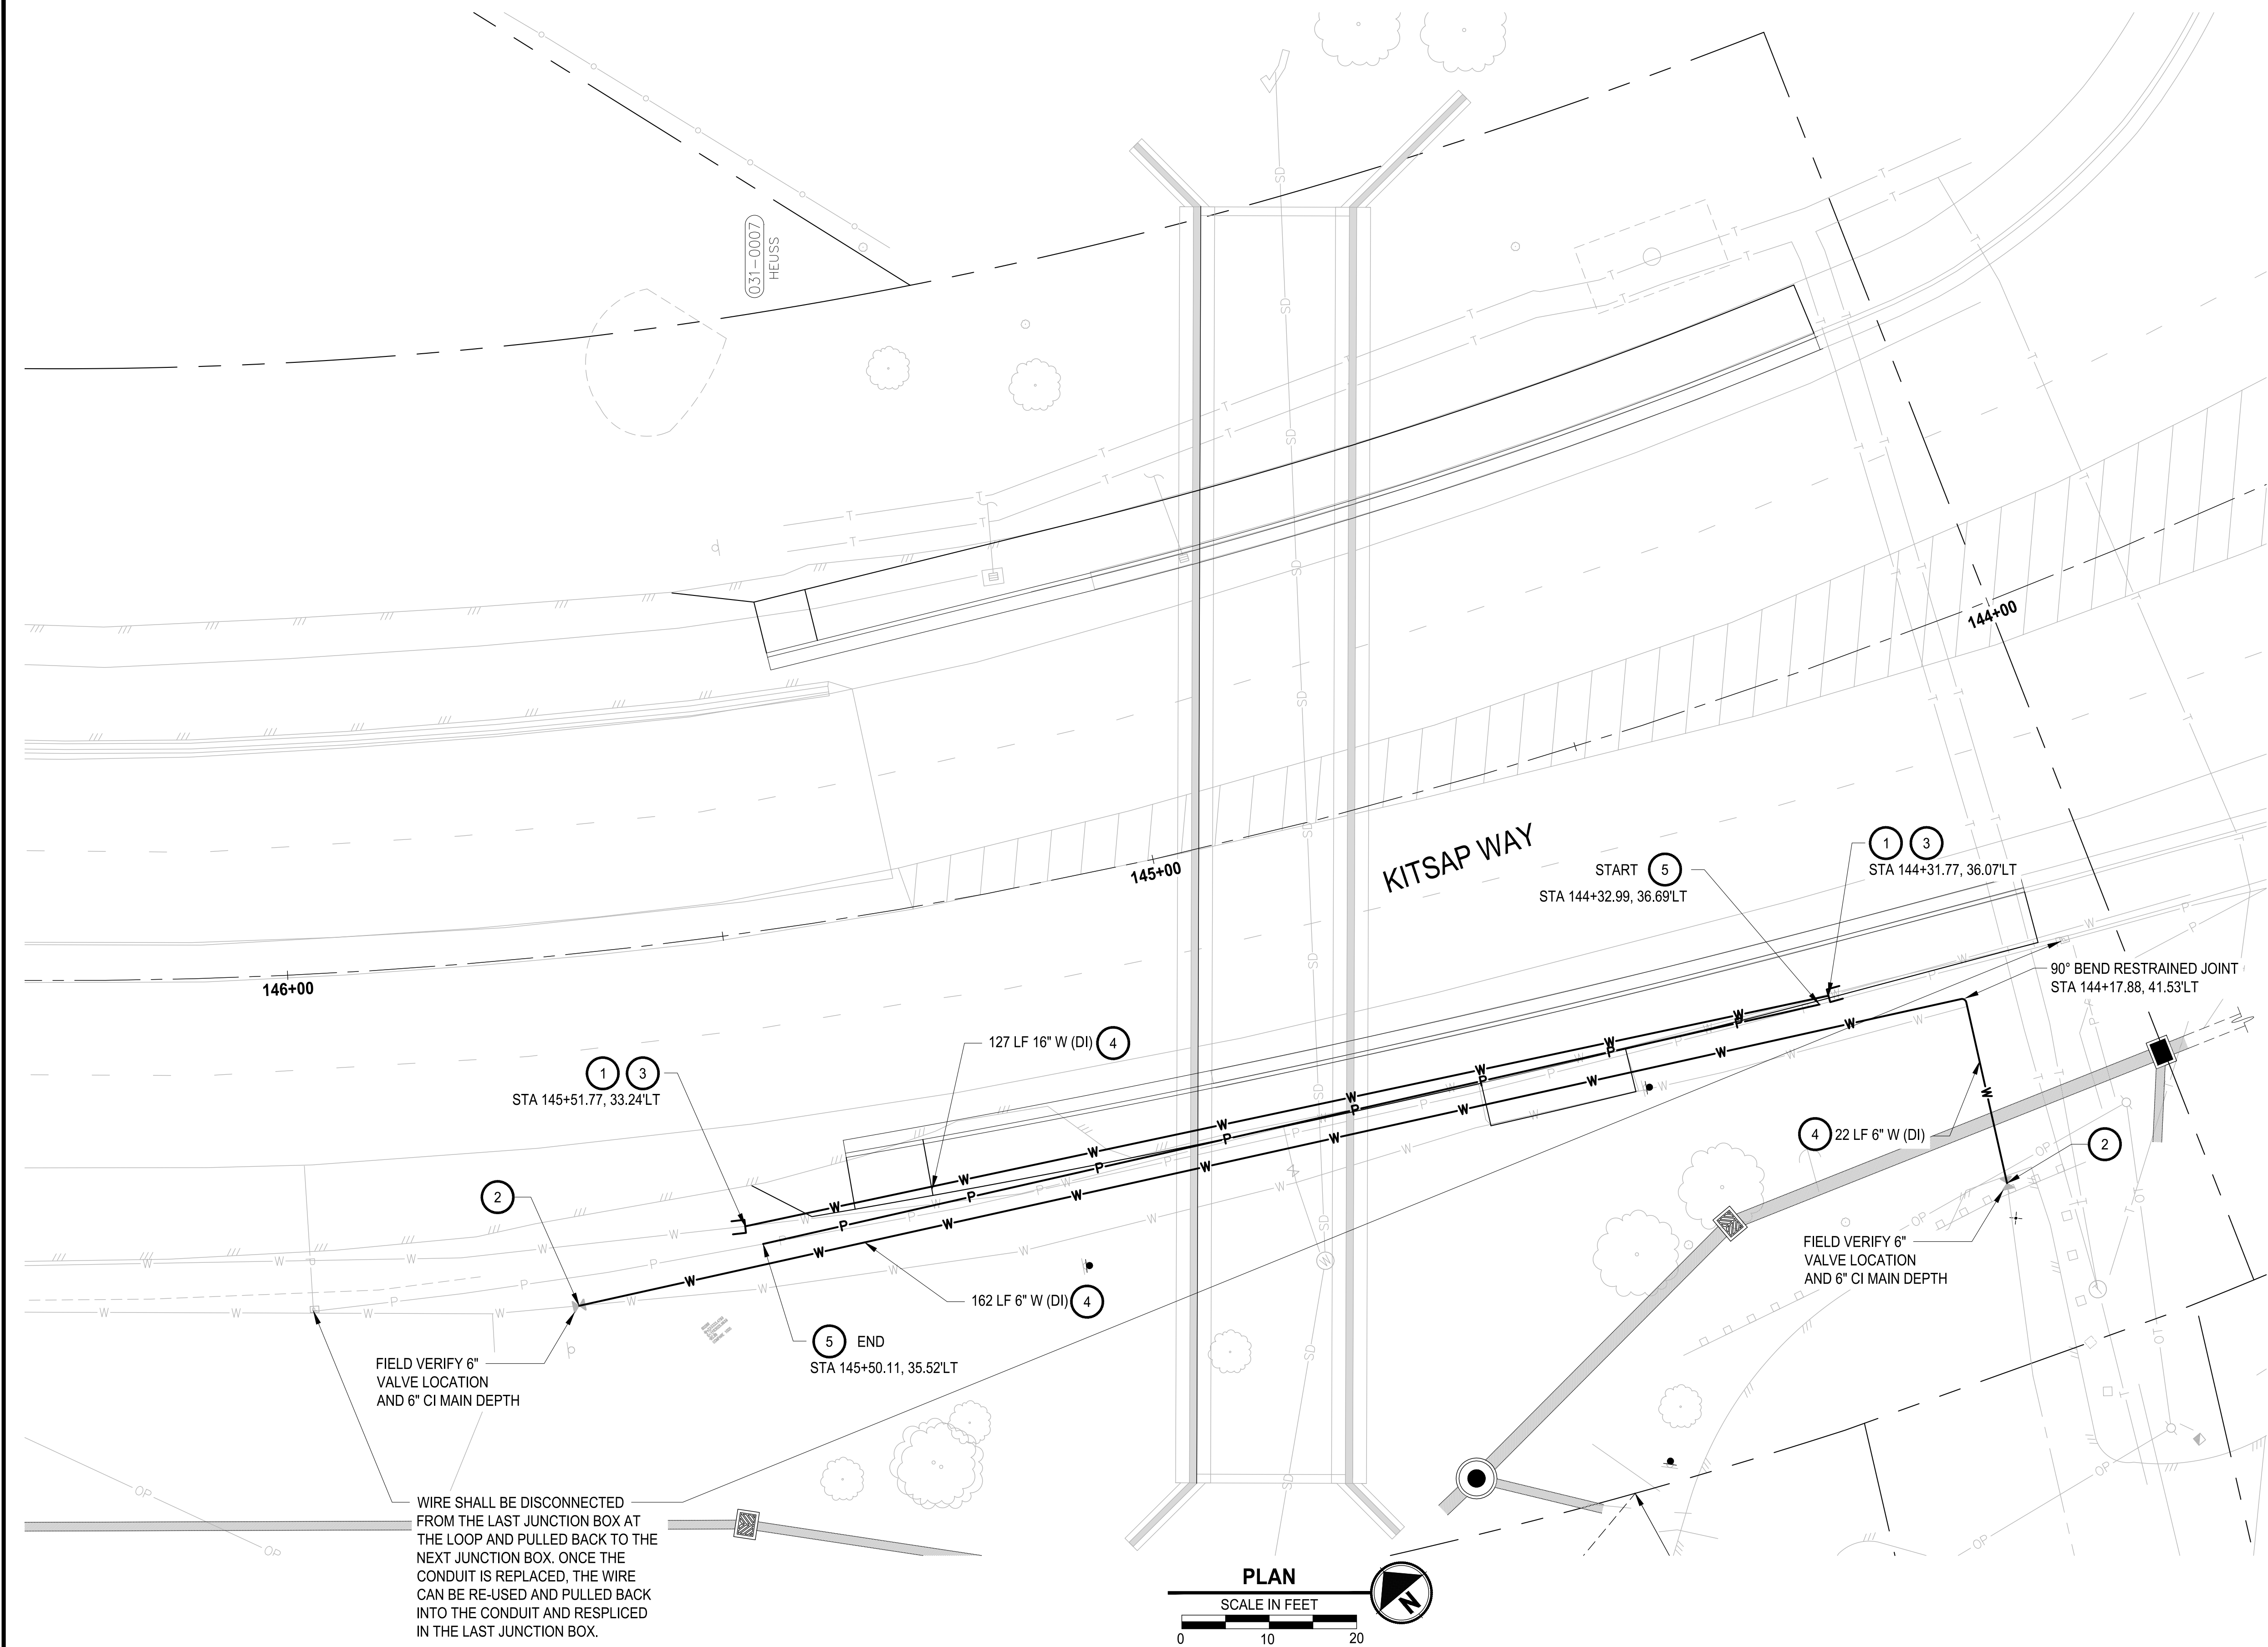 031-0007
HEUSS
144+00
145+00
146+00
KITSAP WAY
START 5
STA 144+32.99, 36.69'LT
1 3
STA 144+31.77, 36.07'LT
90° BEND RESTRAINED JOINT
STA 144+17.88, 41.53'LT
127 LF 16" W (DI) 4
1 3
STA 145+51.77, 33.24'LT
4 22 LF 6" W (DI)
2
2
FIELD VERIFY 6"
VALVE LOCATION
AND 6" CI MAIN DEPTH
162 LF 6" W (DI) 4
5 END
STA 145+50.11, 35.52'LT
FIELD VERIFY 6"
VALVE LOCATION
AND 6" CI MAIN DEPTH
WIRE SHALL BE DISCONNECTED
FROM THE LAST JUNCTION BOX AT
THE LOOP AND PULLED BACK TO THE
NEXT JUNCTION BOX. ONCE THE
CONDUIT IS REPLACED, THE WIRE
CAN BE RE-USED AND PULLED BACK
INTO THE CONDUIT AND RESPLICED
IN THE LAST JUNCTION BOX.
PLAN
SCALE IN FEET
0 10 20
N